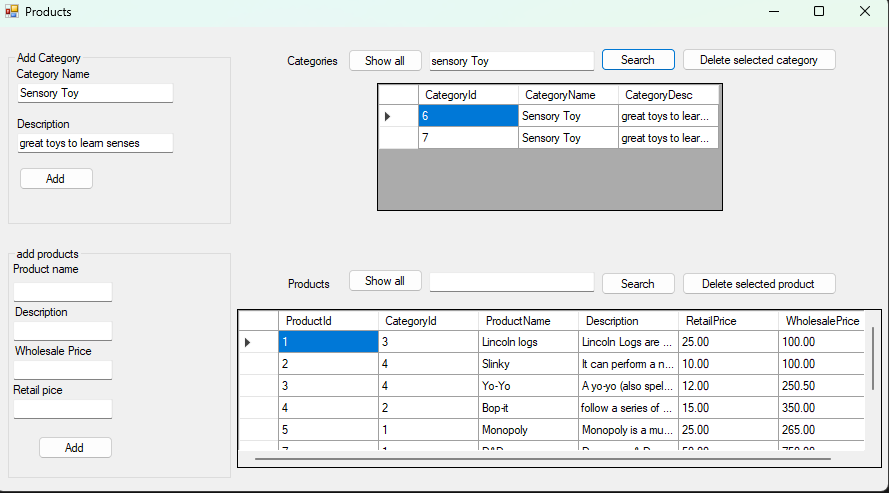 Products
Add Category
Category Name
Sensory Toy
Description
great toys to learn senses
Add
Categories Show all sensory Toy Search Delete selected category
CategoryId CategoryName CategoryDesc
6 Sensory Toy great toys to lear...
7 Sensory Toy great toys to lear...
add products
Product name
Description
Wholesale Price
Retail pice
Add
Products Show all Search Delete selected product
ProductId CategoryId ProductName Description RetailPrice WholesalePrice
1 3 Lincoln logs Lincoln Logs are ... 25.00 100.00
2 4 Slinky It can perform a n... 10.00 100.00
3 4 Yo-Yo A yo-yo (also spel... 12.00 250.50
4 2 Bop-it follow a series of ... 15.00 350.00
5 1 Monopoly Monopoly is a mu... 25.00 265.00